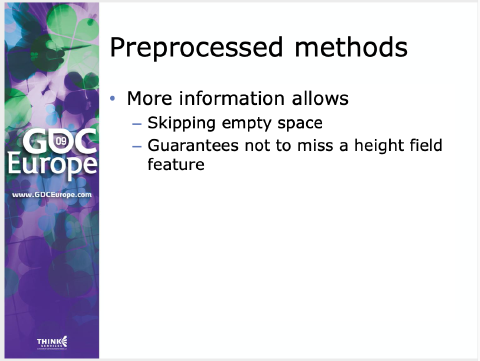 Preprocessed methods
• More information allows
– Skipping empty space
– Guarantees not to miss a height field
feature
GDC
09
Europe
www.GDCEurope.com
THINK
SERVICES